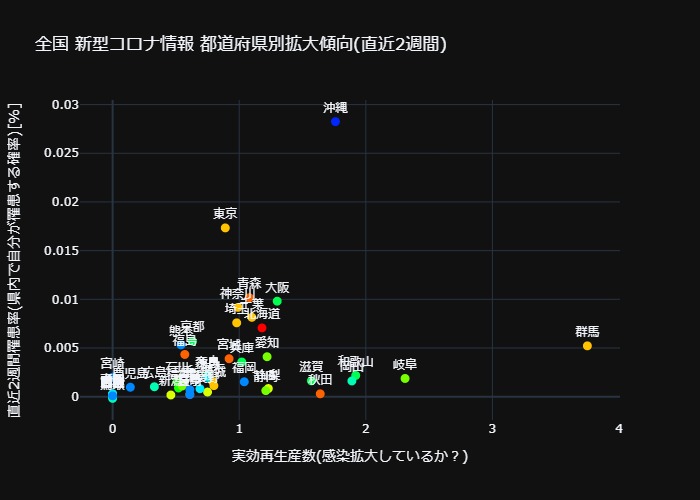 全国 新型コロナ情報 都道府県別拡大傾向(直近2週間)
0.03
0.025
0.02
0.015
0.01
0.005
0
直近2週間罹患率(県内で自分が罹患する確率)[%]
沖縄
東京
青森
大阪
神奈川
千葉
埼
北海道
京都
熊本
福島
宮城
兵庫
愛知
群馬
宮崎
鹿児島
広島
石川
福岡
静岡
山梨
滋賀
秋田
和歌山
岡山
岐阜
0
1
2
3
4
実効再生産数(感染拡大しているか？)